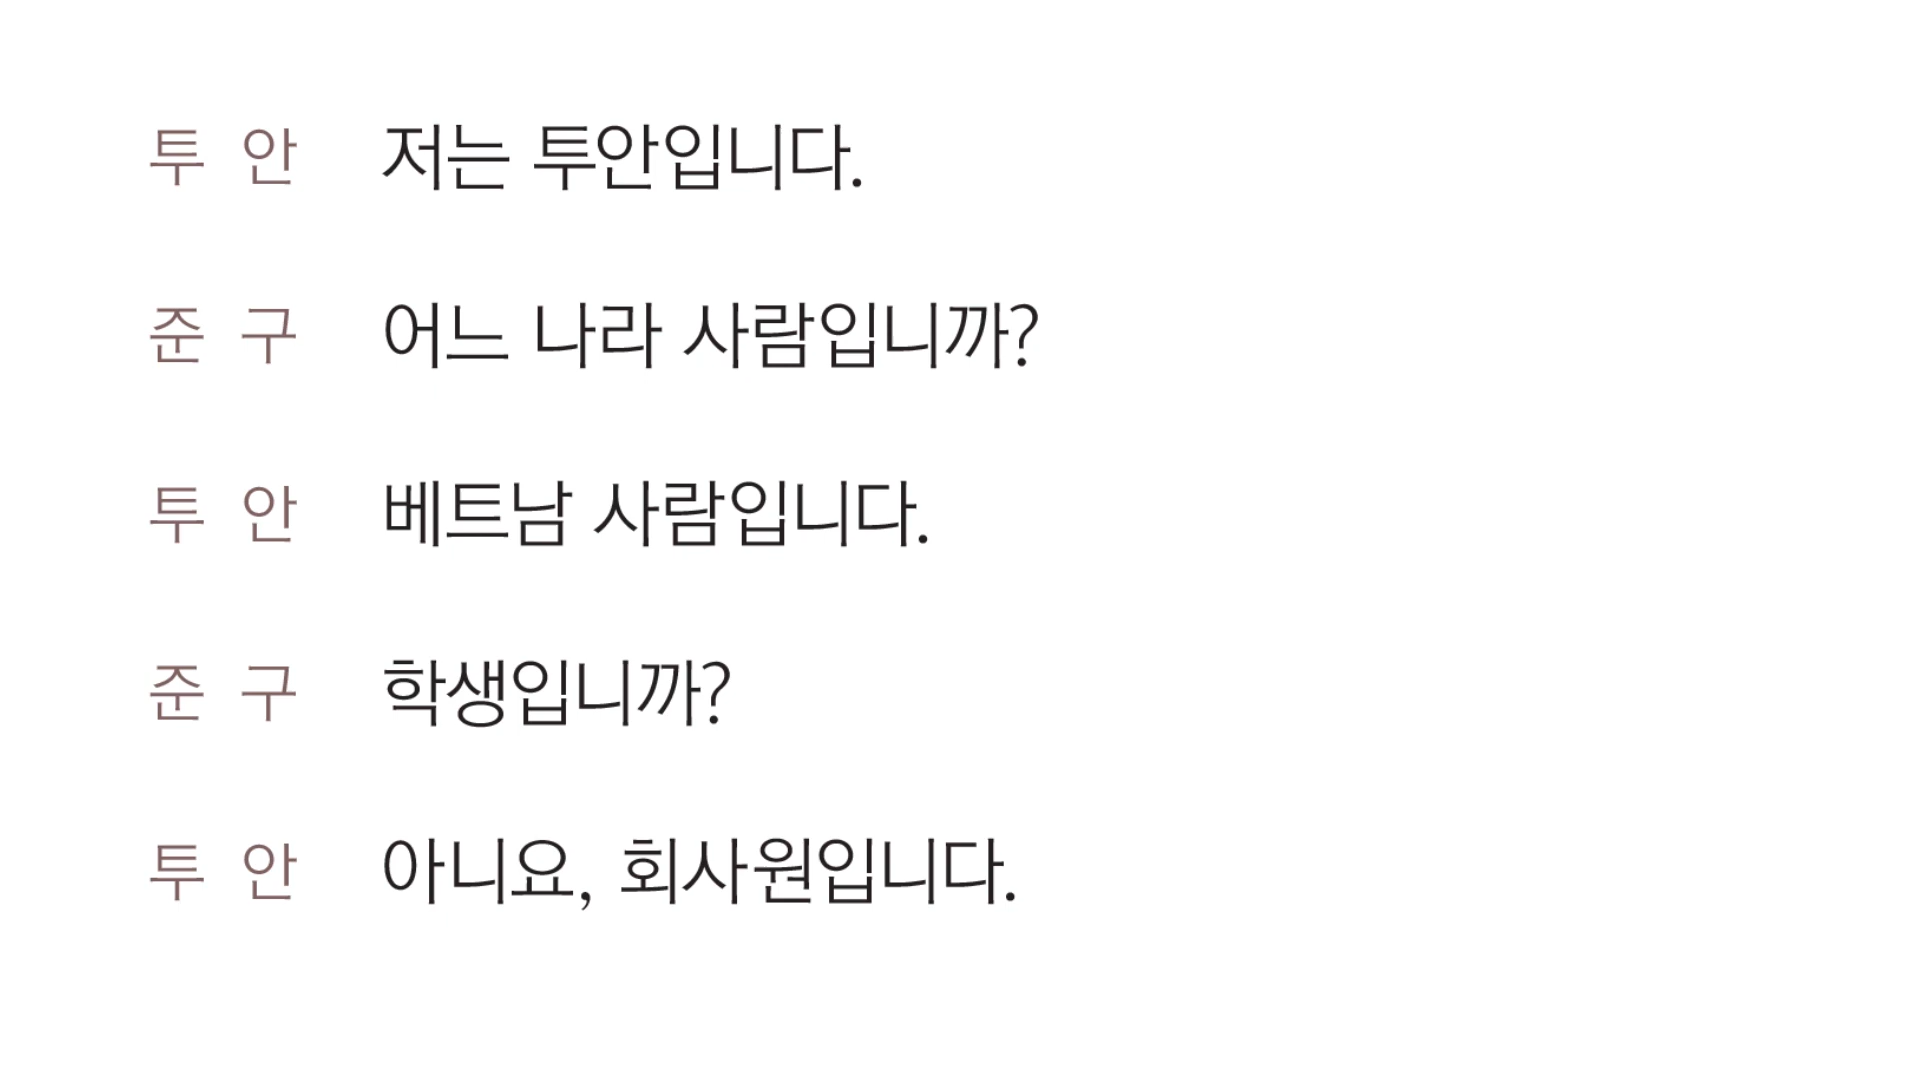 투 안 저는 투안입니다.
준 구 어느 나라 사람입니까?
투 안 베트남 사람입니다.
준 구 학생입니까?
투 안 아니요, 회사원입니다.